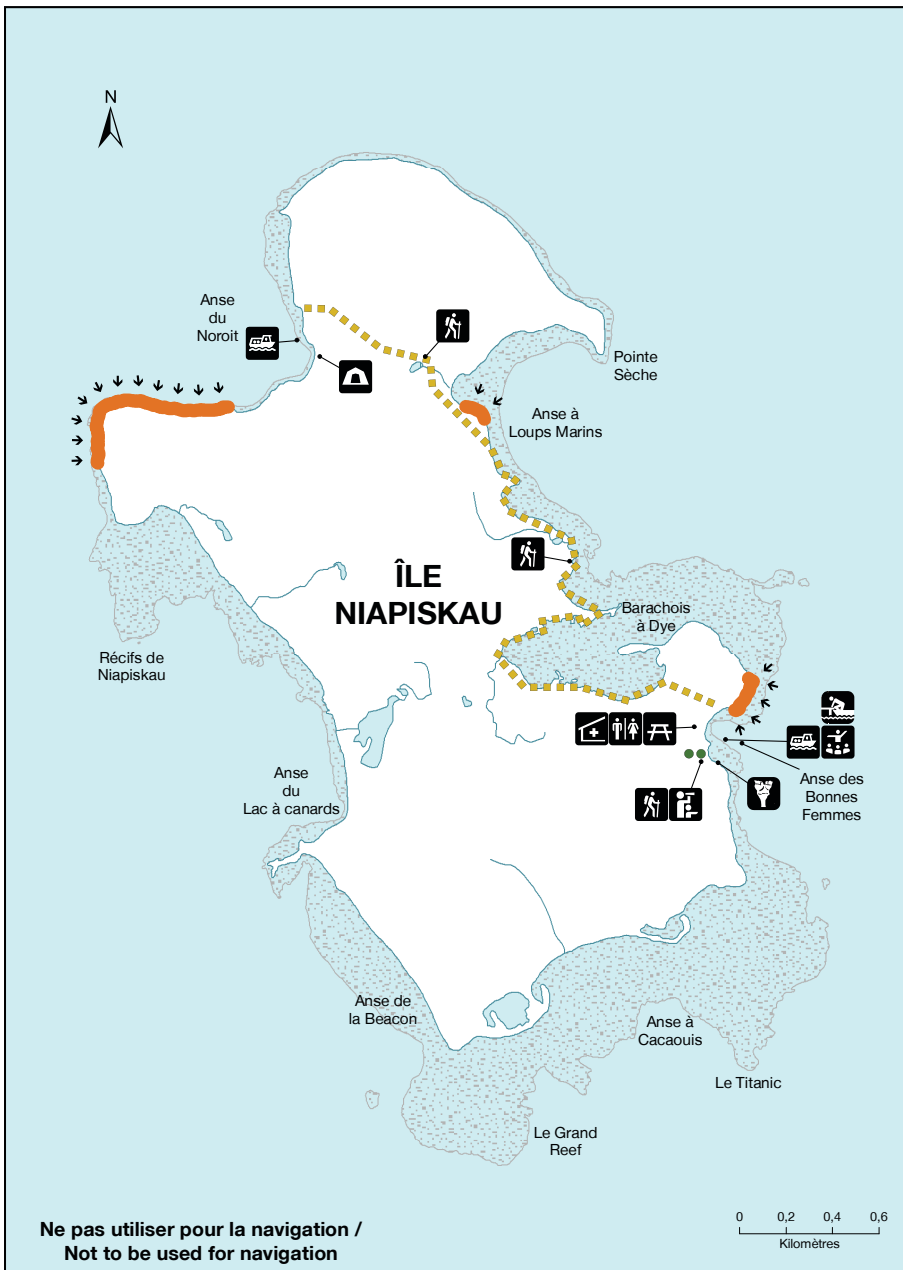 N
Anse
du
Noroit
Pointe
Sèche
Anse à
Loups Marins
ÎLE
NIAPISKAU
Barachois
à Dye
Récifs de
Niapiskau
Anse
du
Lac à canards
Anse des
Bonnes
Femmes
Anse de
la Beacon
Anse à
Cacaouis
Le Titanic
Le Grand
Reef
Ne pas utiliser pour la navigation /
Not to be used for navigation
0 0,2 0,4 0,6
Kilomètres